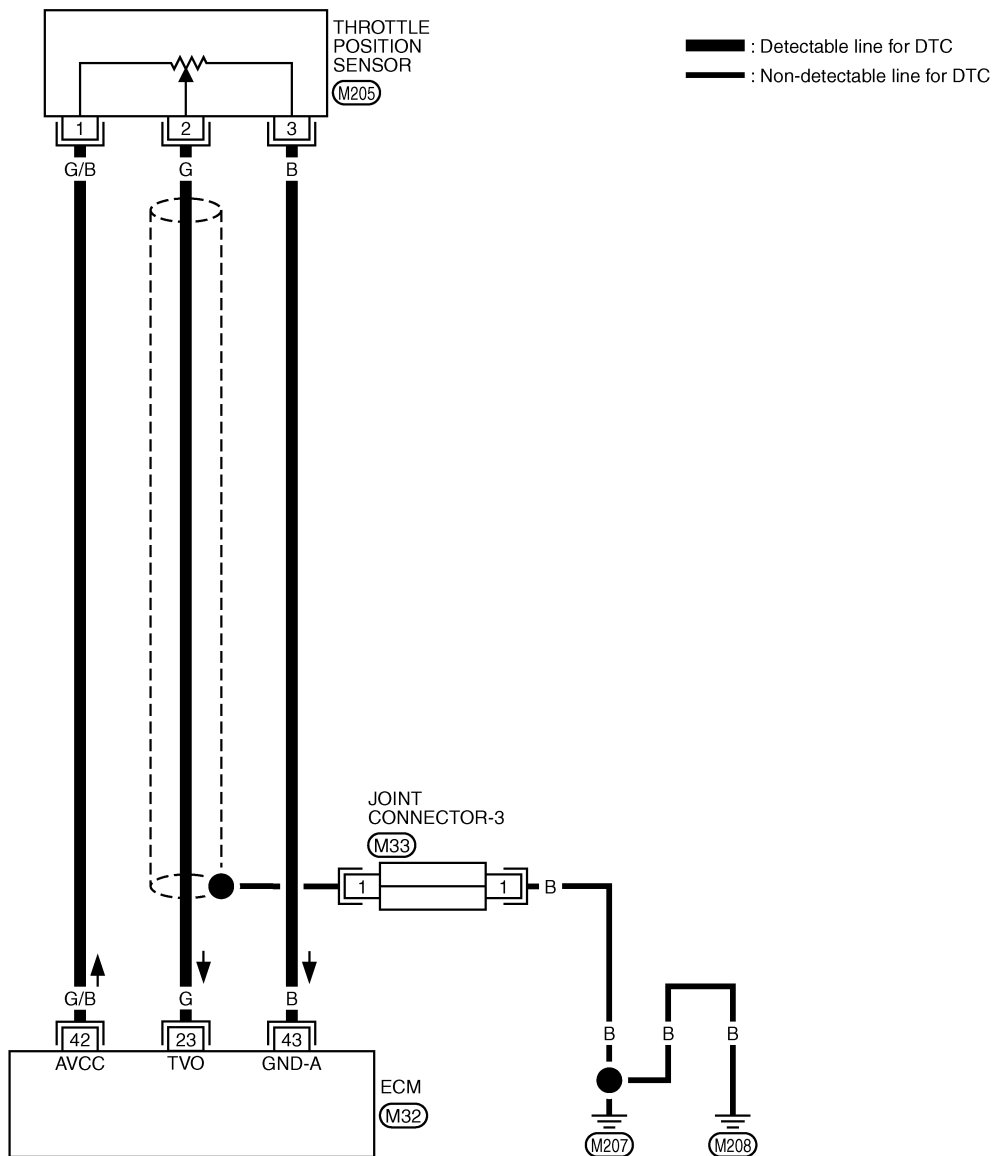 THROTTLE
POSITION
SENSOR
M205
: Detectable line for DTC
: Non-detectable line for DTC
1 2 3
G/B G B
JOINT
CONNECTOR-3
M33
1 1 B
G/B G B
B B B
42 23 43
AVCC TVO GND-A
ECM
M32
M207 M208